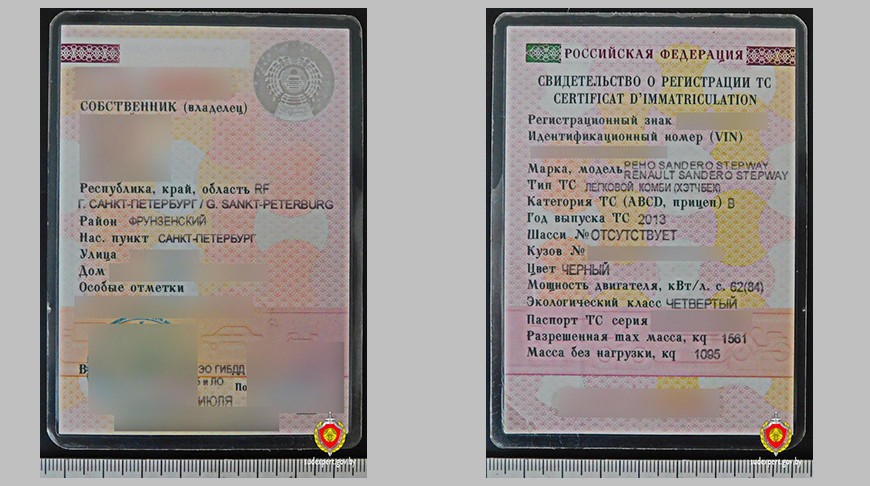 СОБСТВЕННИК (владелец)
Республика, край, область RF
Г. САНКТ-ПЕТЕРБУРГ / G. SANKT-PETERBURG
Район ФРУНЗЕНСКИЙ
Нас. пункт САНКТ-ПЕТЕРБУРГ
Улица
Дом
Особые отметки
ЭО ГИБДД
и ЛО
По
ИЮЛЯ
РОССИЙСКАЯ ФЕДЕРАЦИЯ
СВИДЕТЕЛЬСТВО О РЕГИСТРАЦИИ ТС
CERTIFICAT D'IMMATRICULATION
Регистрационный знак
Идентификационный номер (VIN)
Марка, модель РЕНО SANDERO STEPWAY
RENAULT SANDERO STEPWAY
Тип ТС ЛЕГКОВОЙ КОМБИ (ХЭТЧБЕК)
Категория ТС (ABCD, прицеп) B
Год выпуска ТС 2013
Шасси № ОТСУТСТВУЕТ
Кузов №
Цвет ЧЕРНЫЙ
Мощность двигателя, кВт/л. с. 62(84)
Экологический класс ЧЕТВЕРТЫЙ
Паспорт ТС серия
Разрешенная max масса, kg 1561
Масса без нагрузки, kg 1095